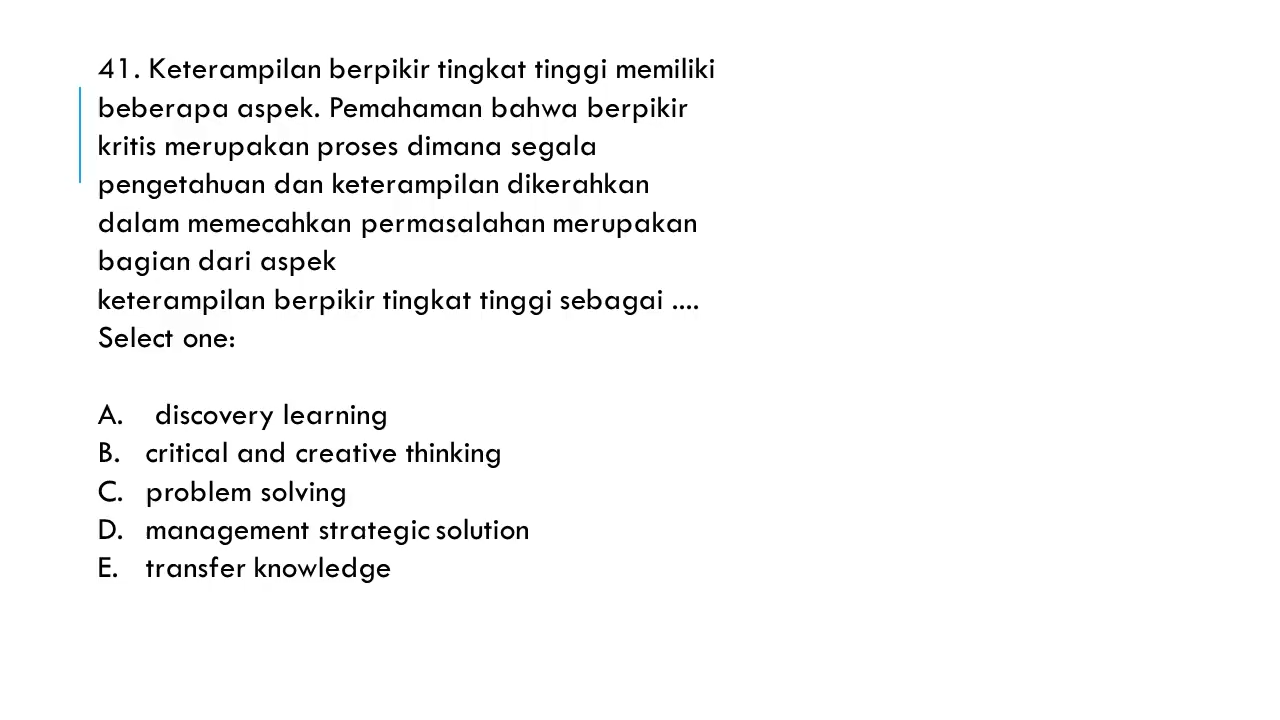 41. Keterampilan berpikir tingkat tinggi memiliki
beberapa aspek. Pemahaman bahwa berpikir
kritis merupakan proses dimana segala
pengetahuan dan keterampilan dikerahkan
dalam memecahkan permasalahan merupakan
bagian dari aspek
keterampilan berpikir tingkat tinggi sebagai ....
Select one:
A. discovery learning
B. critical and creative thinking
C. problem solving
D. management strategic solution
E. transfer knowledge